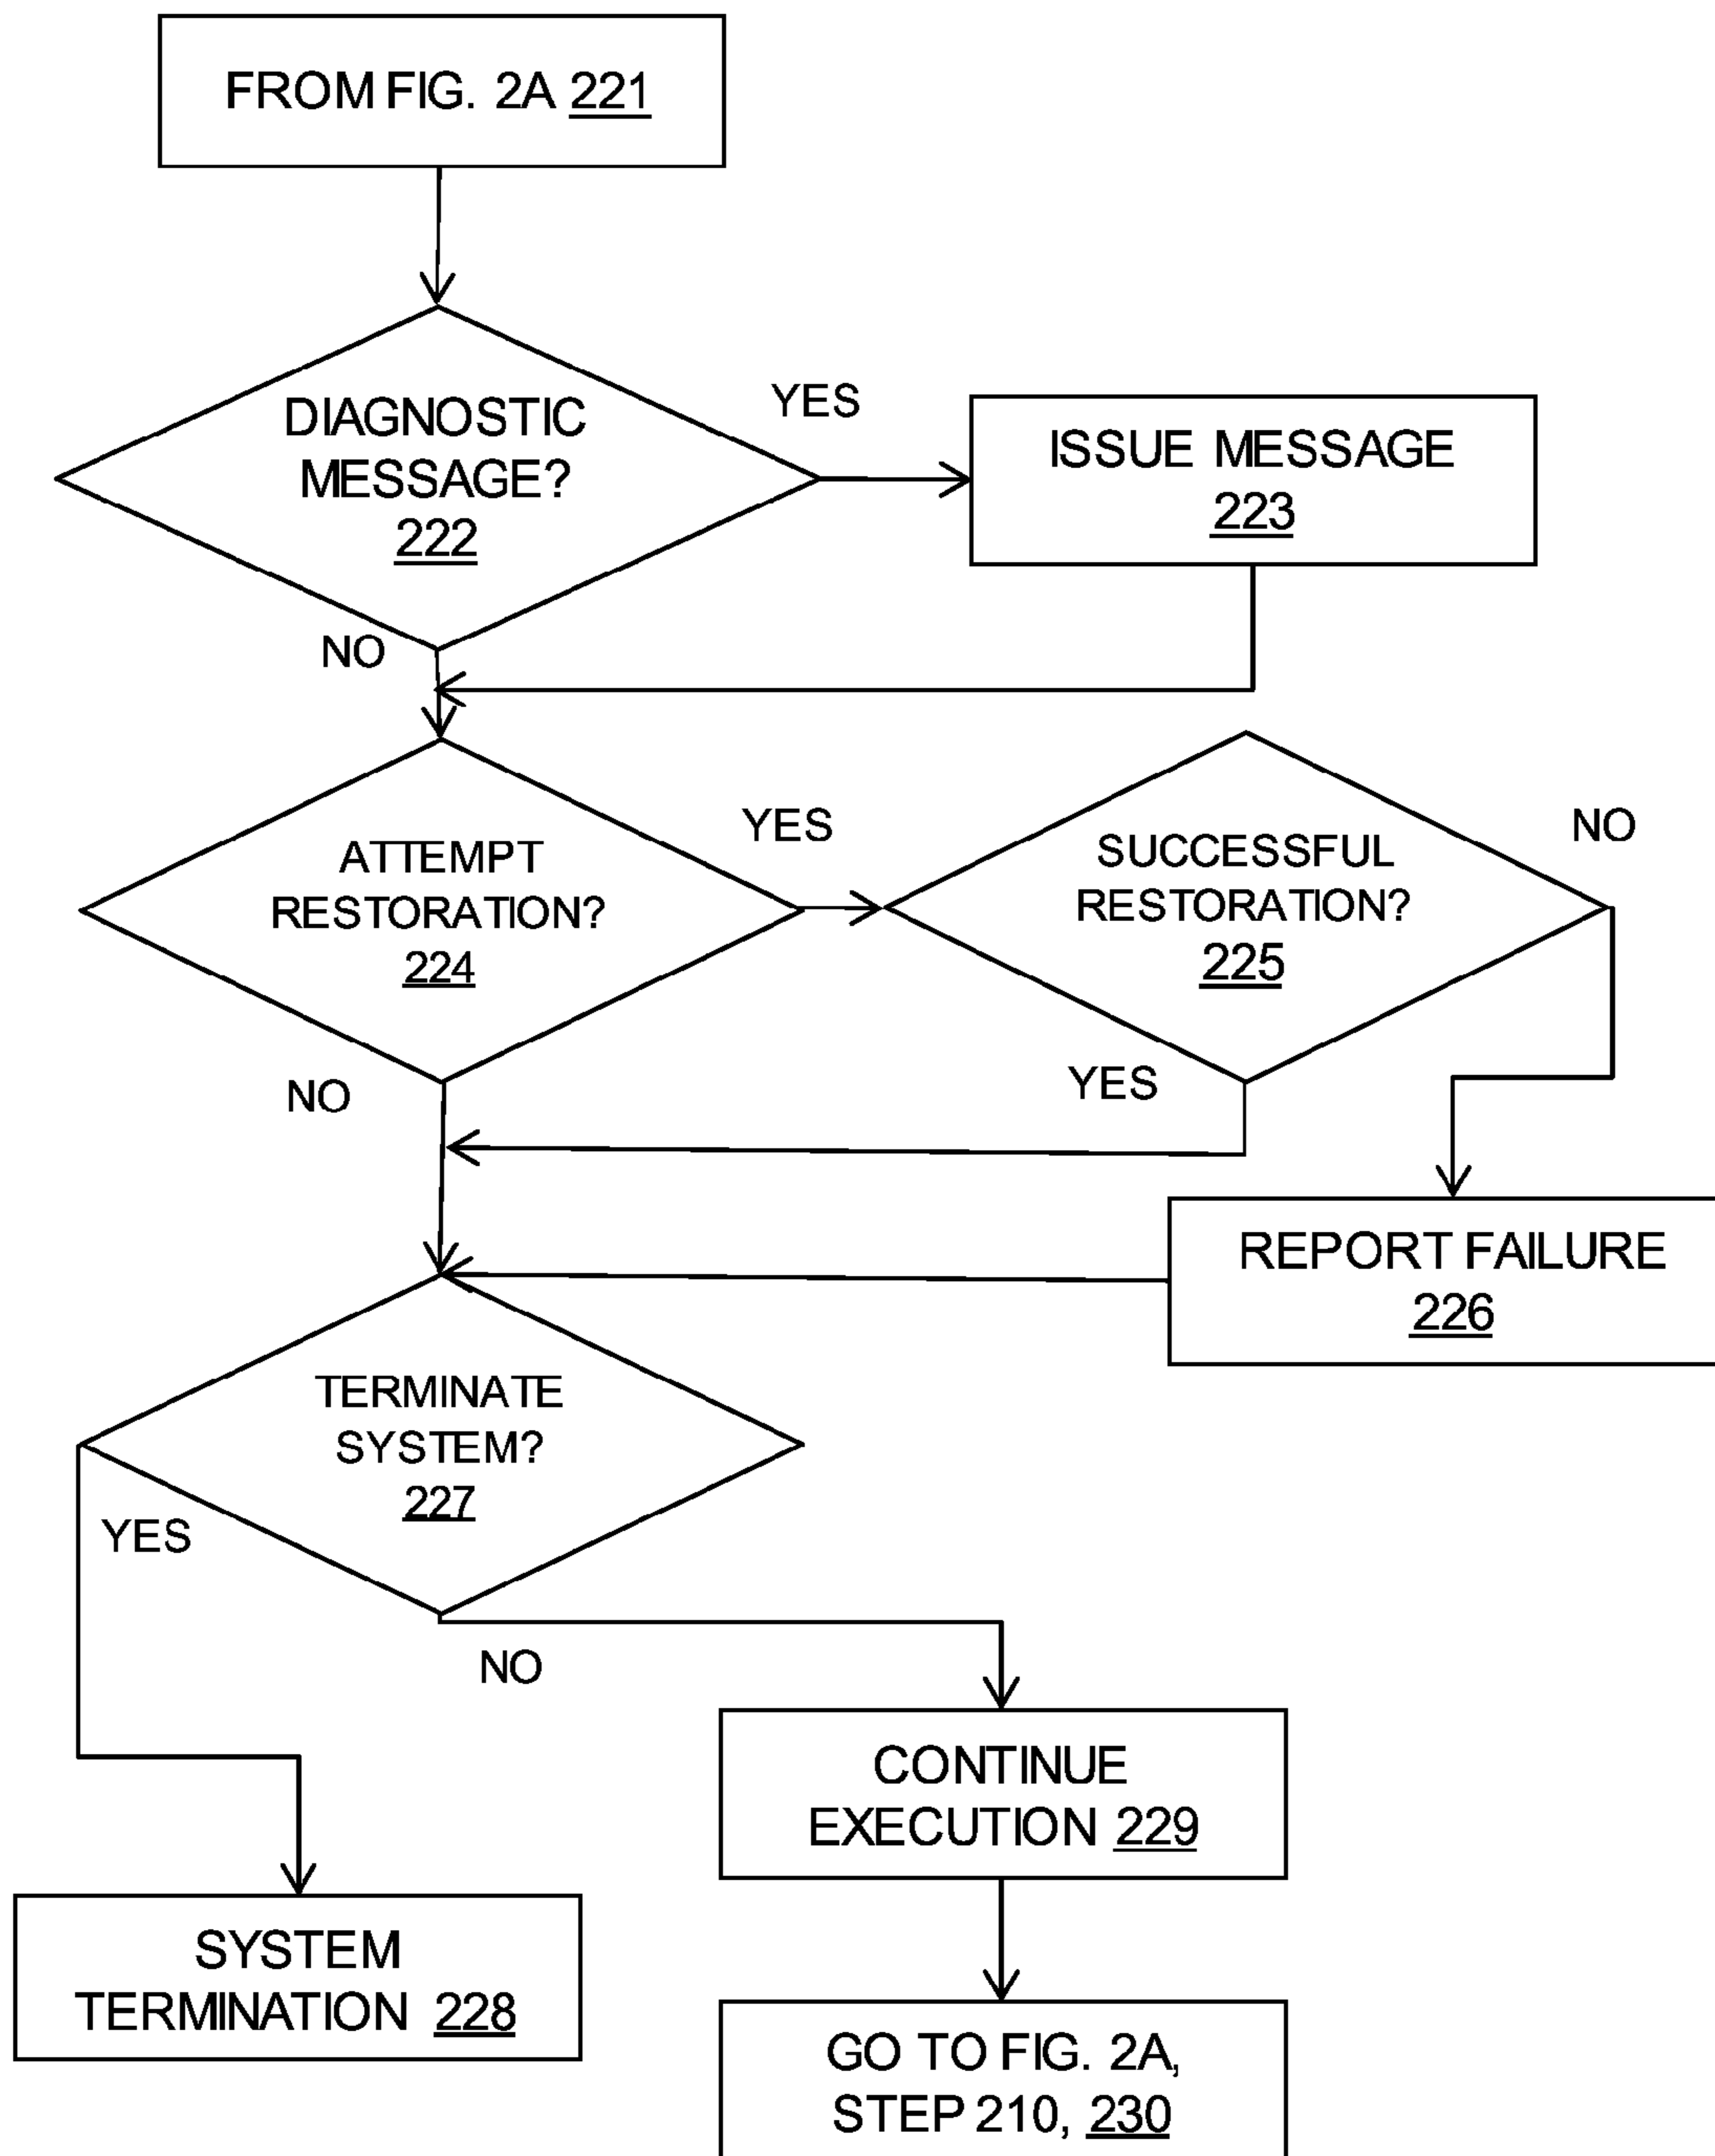 FROM FIG. 2A 221
DIAGNOSTIC
MESSAGE?
222
YES
ISSUE MESSAGE
223
NO
ATTEMPT
RESTORATION?
224
YES
SUCCESSFUL
RESTORATION?
225
NO
NO
YES
REPORT FAILURE
226
TERMINATE
SYSTEM?
227
YES
NO
CONTINUE
EXECUTION 229
SYSTEM
TERMINATION 228
GO TO FIG. 2A,
STEP 210, 230